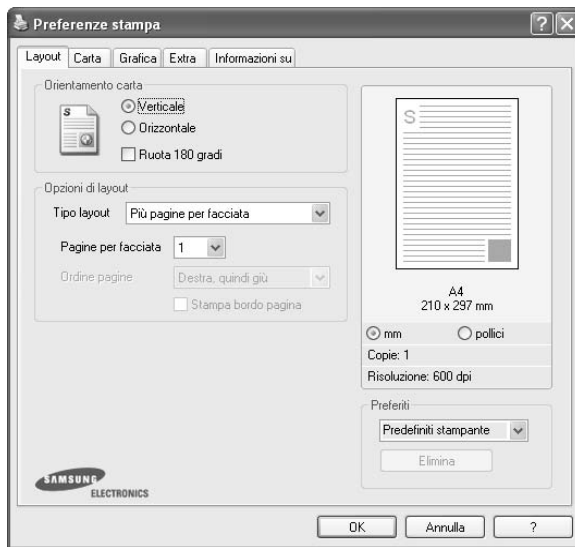 Preferenze stampa
Layout Carta Grafica Extra Informazioni su
Orientamento carta
S
Verticale
Orizzontale
Ruota 180 gradi
Opzioni di layout
Tipo layout Più pagine per facciata
Pagine per facciata 1
Ordine pagine Destra, quindi giù
Stampa bordo pagina
S
A4
210 x 297 mm
mm pollici
Copie: 1
Risoluzione: 600 dpi
Preferiti
Predefiniti stampante
Elimina
SAMSUNG
ELECTRONICS
OK Annulla ?